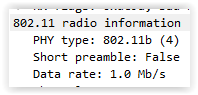 802.11 radio information
PHY type: 802.11b (4)
Short preamble: False
Data rate: 1.0 Mb/s